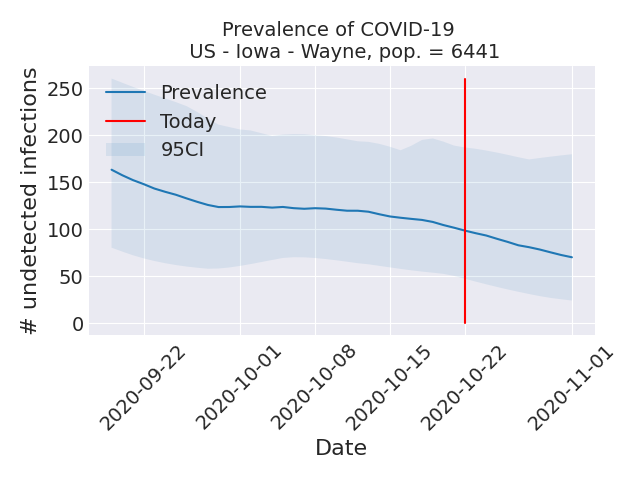 Prevalence of COVID-19
US - Iowa - Wayne, pop. = 6441
# undetected infections
250
200
150
100
50
0
Prevalence
Today
95CI
2020-09-22
2020-10-01
2020-10-08
2020-10-15
2020-10-22
2020-11-01
Date